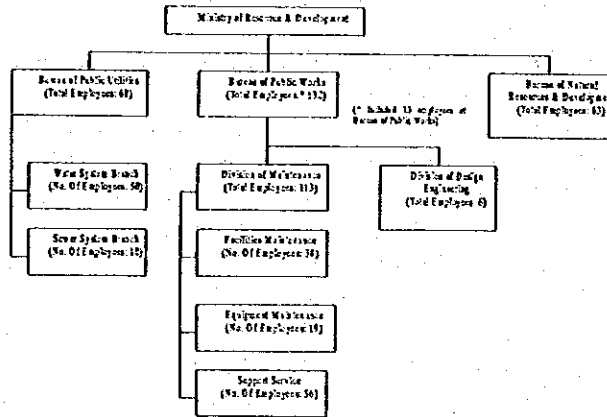 Ministry of Resource & Development
Bureau of Public Utilities
(Total Employees: 68)
Bureau of Public Works
(Total Employees:* 132)
(* Included 13 employees at
Bureau of Public Works)
Bureau of Natural
Resources & Development
(Total Employees: 63)
Water System Branch
(No. Of Employees: 50)
Sewer System Branch
(No. Of Employees: 18)
Division of Maintenance
(Total Employees: 113)
Division of Design
Engineering
(Total Employees: 6)
Facilities Maintenance
(No. Of Employees: 38)
Equipment Maintenance
(No. Of Employees: 19)
Support Service
(No. Of Employees: 56)